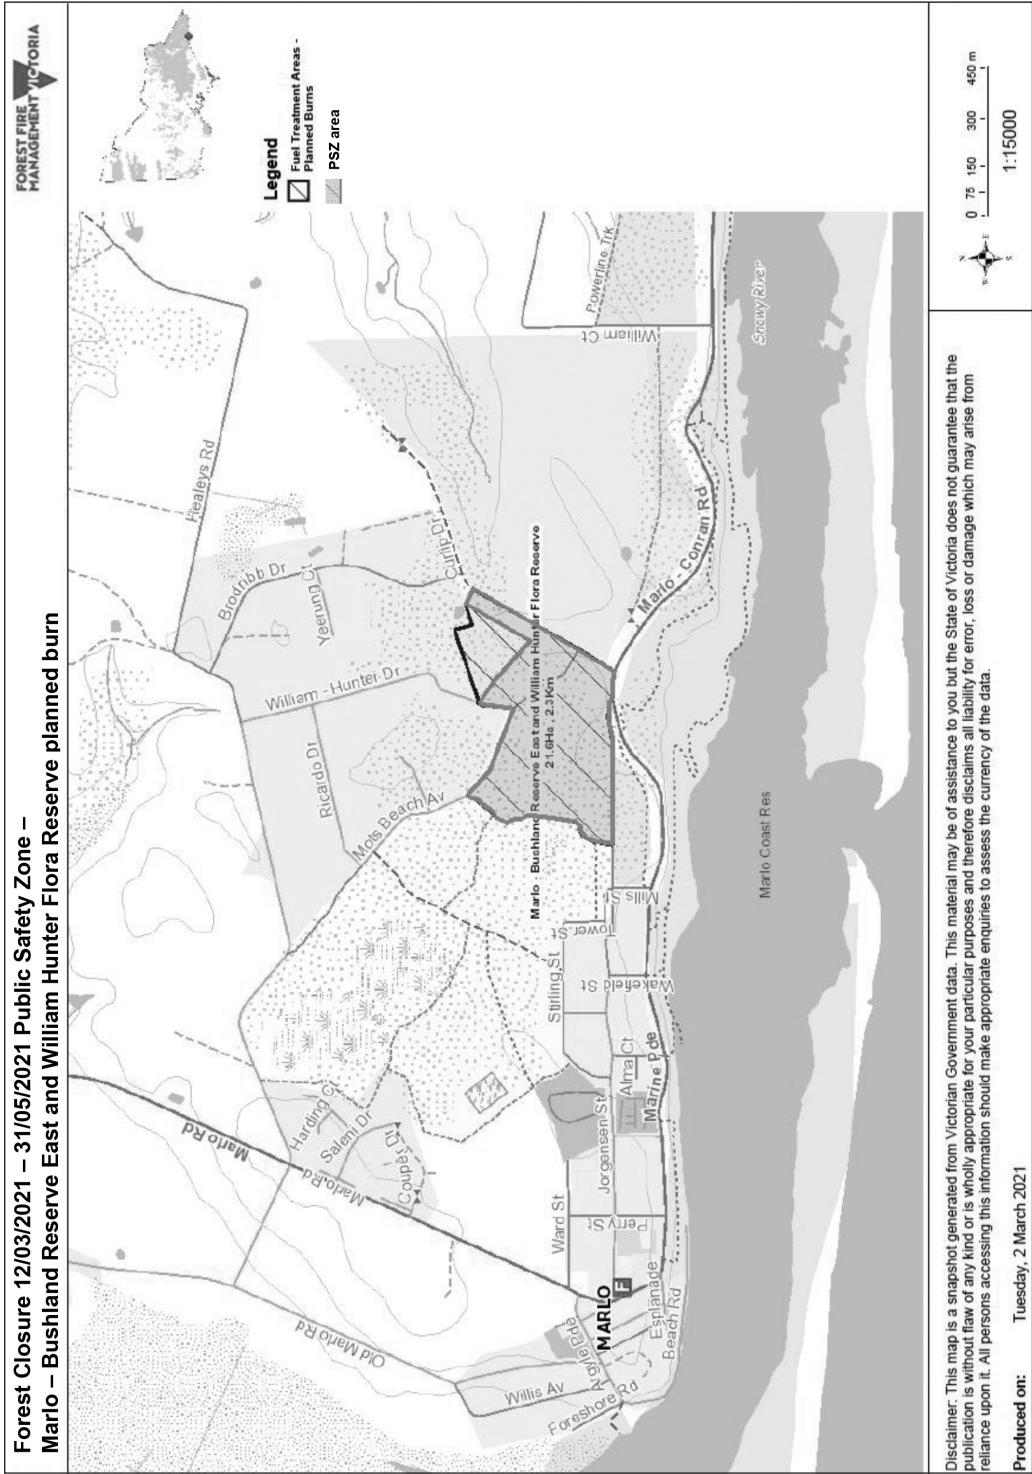 Forest Closure 12/03/2021 – 31/05/2021 Public Safety Zone –
Marlo – Bushland Reserve East and William Hunter Flora Reserve planned burn
FOREST FIRE
MANAGEMENT VICTORIA
Legend
Fuel Treatment Areas -
Planned Burns
PSZ area
Healeys Rd
Brodribb Dr
Yeerung Ct
Curlip Dr
William - Hunter Dr
Ricardo Dr
Mots Beach Av
Marlo Rd
Harding Ct
Saleni Dr
Marlo Rd
Couper Dr
Old Marlo Rd
Powerline Trk
William Ct
Marlo - Bushland Reserve East and William Hunter Flora Reserve
21.6Ha , 2.3Km
Marlo - Conran Rd
Snowy River
Stirling St
Tower St
Mills St
Wakefield St
Alma Ct
Marine Pde
Jorgensen St
Ward St
Perry St
MARLO
F
Argyle Pde
Esplanade
Beach Rd
Willis Av
Foreshore Rd
Marlo Coast Res
Disclaimer: This map is a snapshot generated from Victorian Government data. This material may be of assistance to you but the State of Victoria does not guarantee that the
publication is without flaw of any kind or is wholly appropriate for your particular purposes and therefore disclaims all liability for error, loss or damage which may arise from
reliance upon it. All persons accessing this information should make appropriate enquiries to assess the currency of the data.
Produced on: Tuesday, 2 March 2021
N
W E
S
0 75 150 300 450 m
1:15000